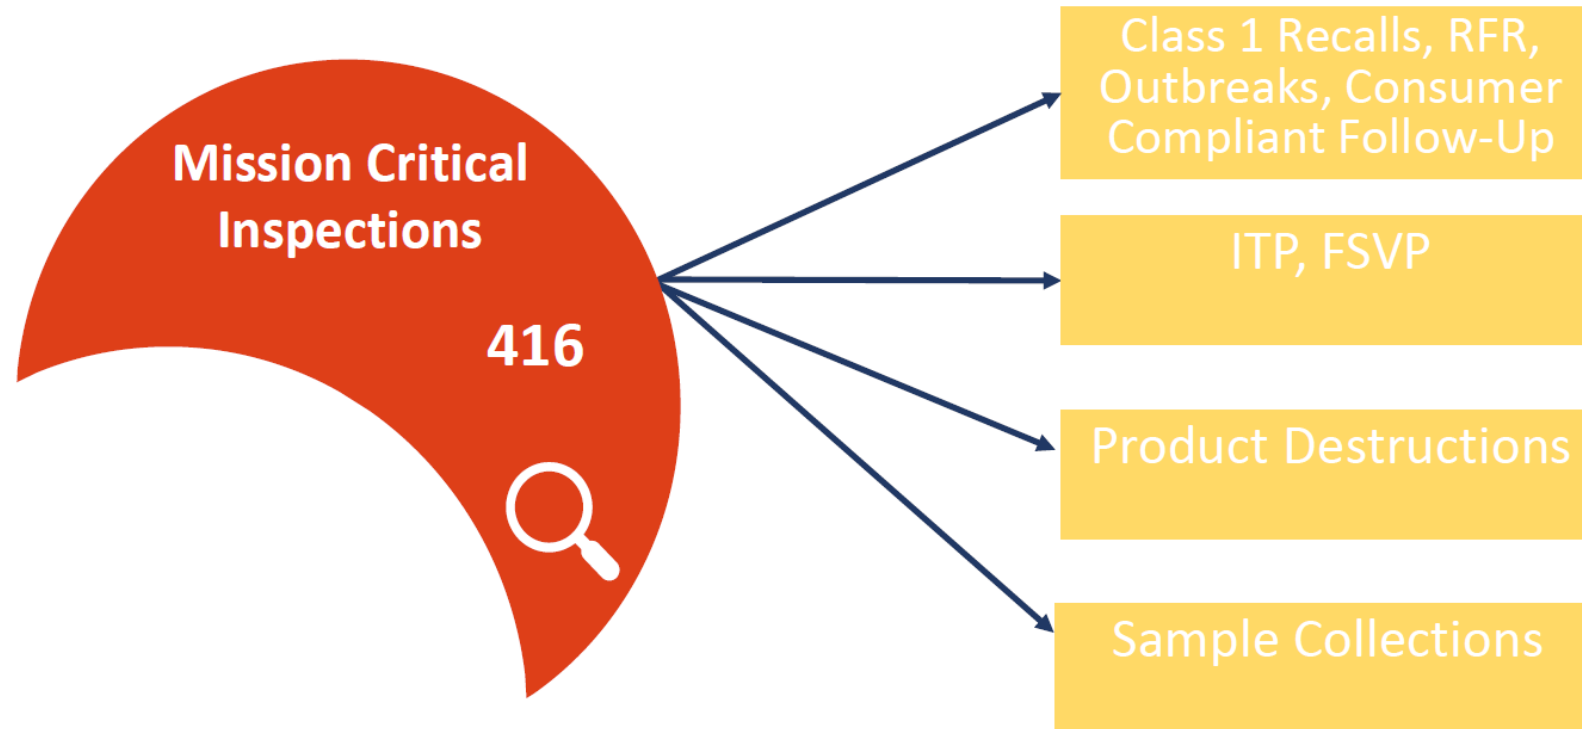 Mission Critical
Inspections
416
Class 1 Recalls, RFR,
Outbreaks, Consumer
Compliant Follow-Up
ITP, FSVP
Product Destructions
Sample Collections